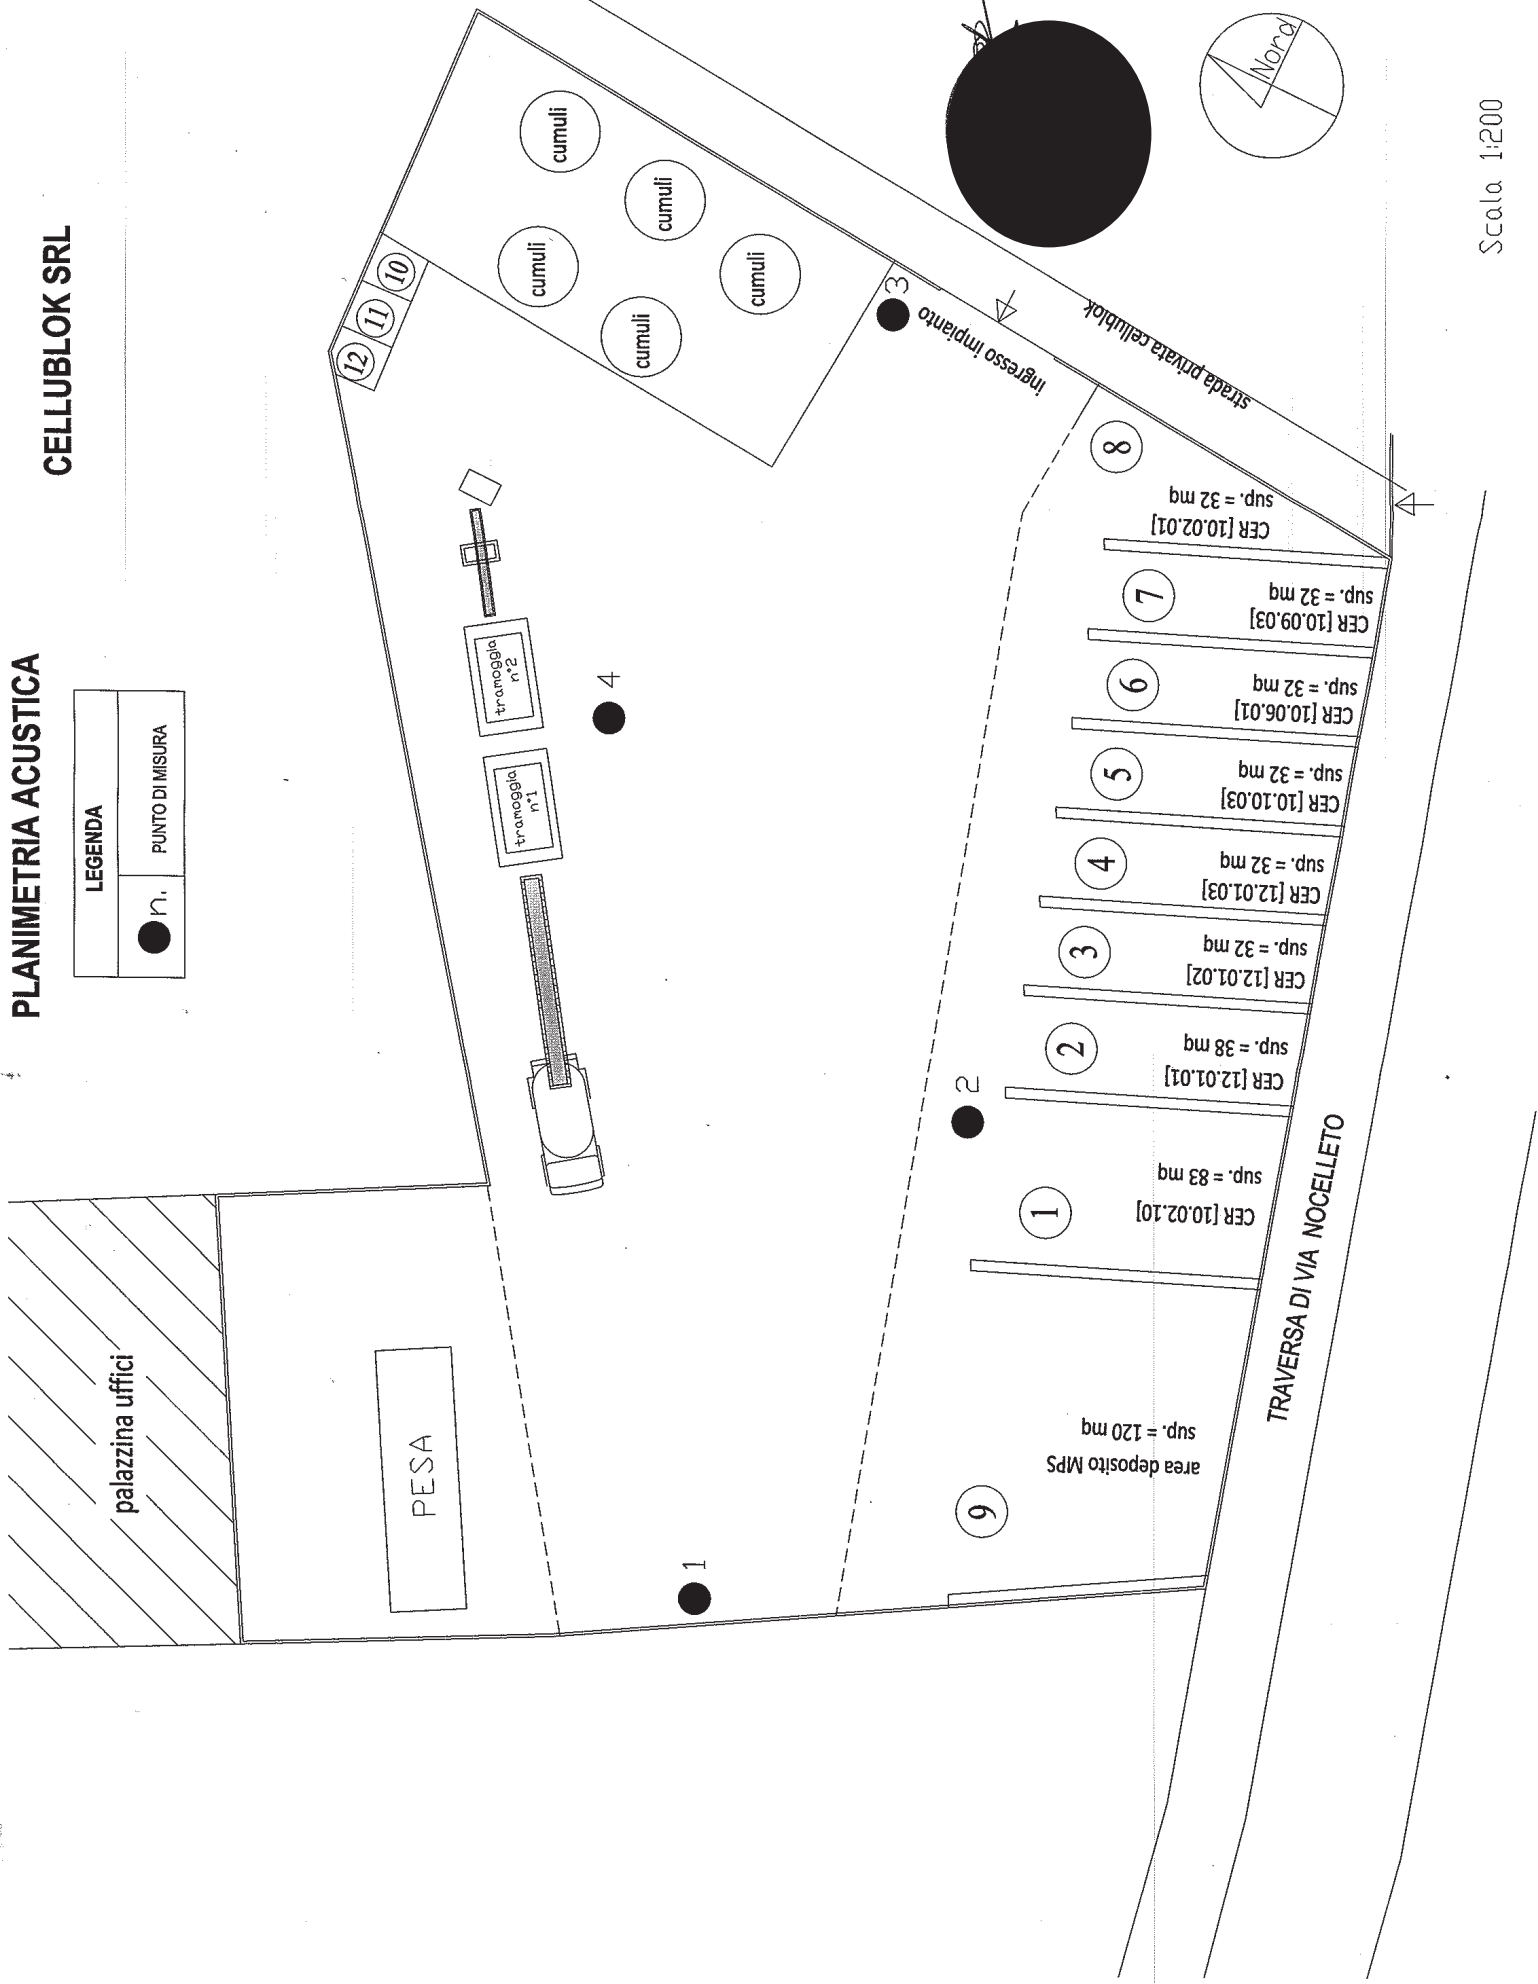 PLANIMETRIA ACUSTICA
CELLUBLOK SRL
LEGENDA
n.
PUNTO DI MISURA
palazzina uffici
PESA
12
11
10
cumuli
cumuli
cumuli
cumuli
cumuli
tramoggia
n°1
tramoggia
n°2
1
2
3
4
ingresso impianto
strada privata cellublok
Nord
9
area deposito MPS
sup. = 120 mq
1
CER [10.02.10]
sup. = 83 mq
2
CER [12.01.01]
sup. = 38 mq
3
CER [12.01.02]
sup. = 32 mq
4
CER [12.01.03]
sup. = 32 mq
5
CER [10.10.03]
sup. = 32 mq
6
CER [10.06.01]
sup. = 32 mq
7
CER [10.09.03]
sup. = 32 mq
8
CER [10.02.01]
sup. = 32 mq
TRAVERSA DI VIA NOCELLETO
Scala 1:200